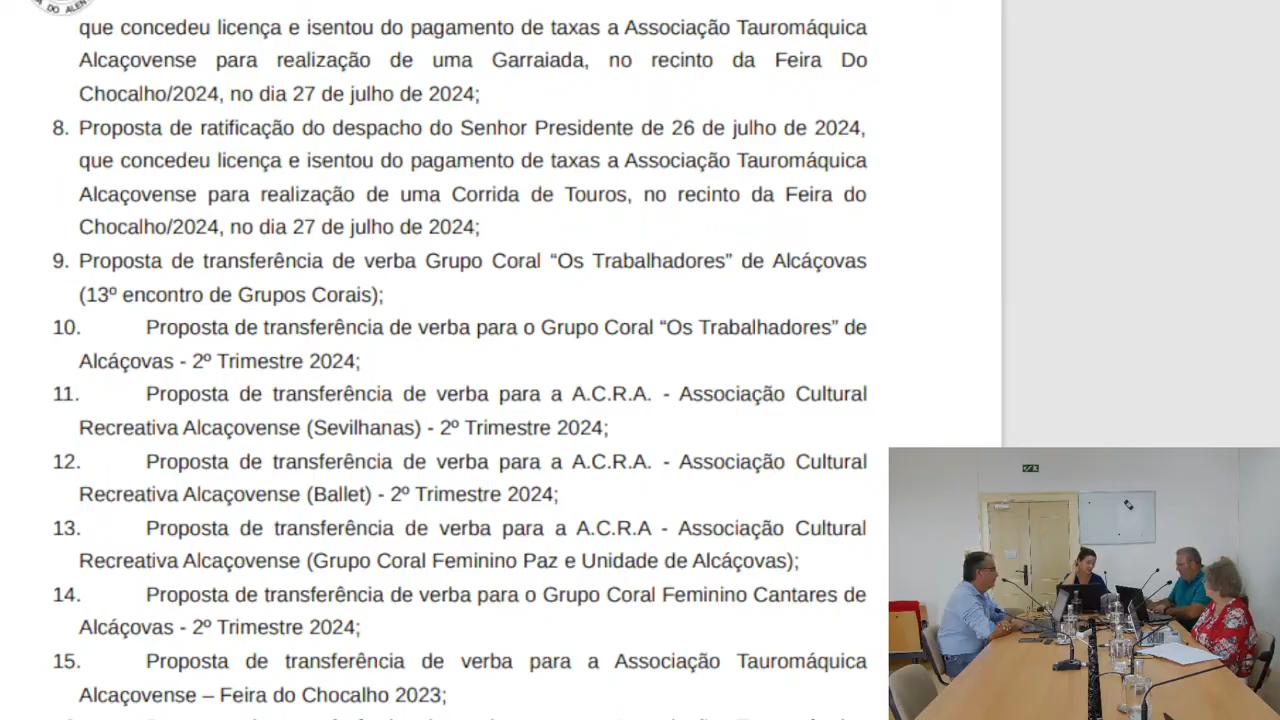 DO ALEN
que concedeu licença e isentou do pagamento de taxas a Associação Tauromáquica
Alcaçovense para realização de uma Garraiada, no recinto da Feira Do
Chocalho/2024, no dia 27 de julho de 2024;
8. Proposta de ratificação do despacho do Senhor Presidente de 26 de julho de 2024,
que concedeu licença e isentou do pagamento de taxas a Associação Tauromáquica
Alcaçovense para realização de uma Corrida de Touros, no recinto da Feira do
Chocalho/2024, no dia 27 de julho de 2024;
9. Proposta de transferência de verba Grupo Coral “Os Trabalhadores” de Alcáçovas
(13º encontro de Grupos Corais);
10. Proposta de transferência de verba para o Grupo Coral “Os Trabalhadores” de
Alcáçovas - 2º Trimestre 2024;
11. Proposta de transferência de verba para a A.C.R.A. - Associação Cultural
Recreativa Alcaçovense (Sevilhanas) - 2º Trimestre 2024;
12. Proposta de transferência de verba para a A.C.R.A. - Associação Cultural
Recreativa Alcaçovense (Ballet) - 2º Trimestre 2024;
13. Proposta de transferência de verba para a A.C.R.A - Associação Cultural
Recreativa Alcaçovense (Grupo Coral Feminino Paz e Unidade de Alcáçovas);
14. Proposta de transferência de verba para o Grupo Coral Feminino Cantares de
Alcáçovas - 2º Trimestre 2024;
15. Proposta de transferência de verba para a Associação Tauromáquica
Alcaçovense – Feira do Chocalho 2023;